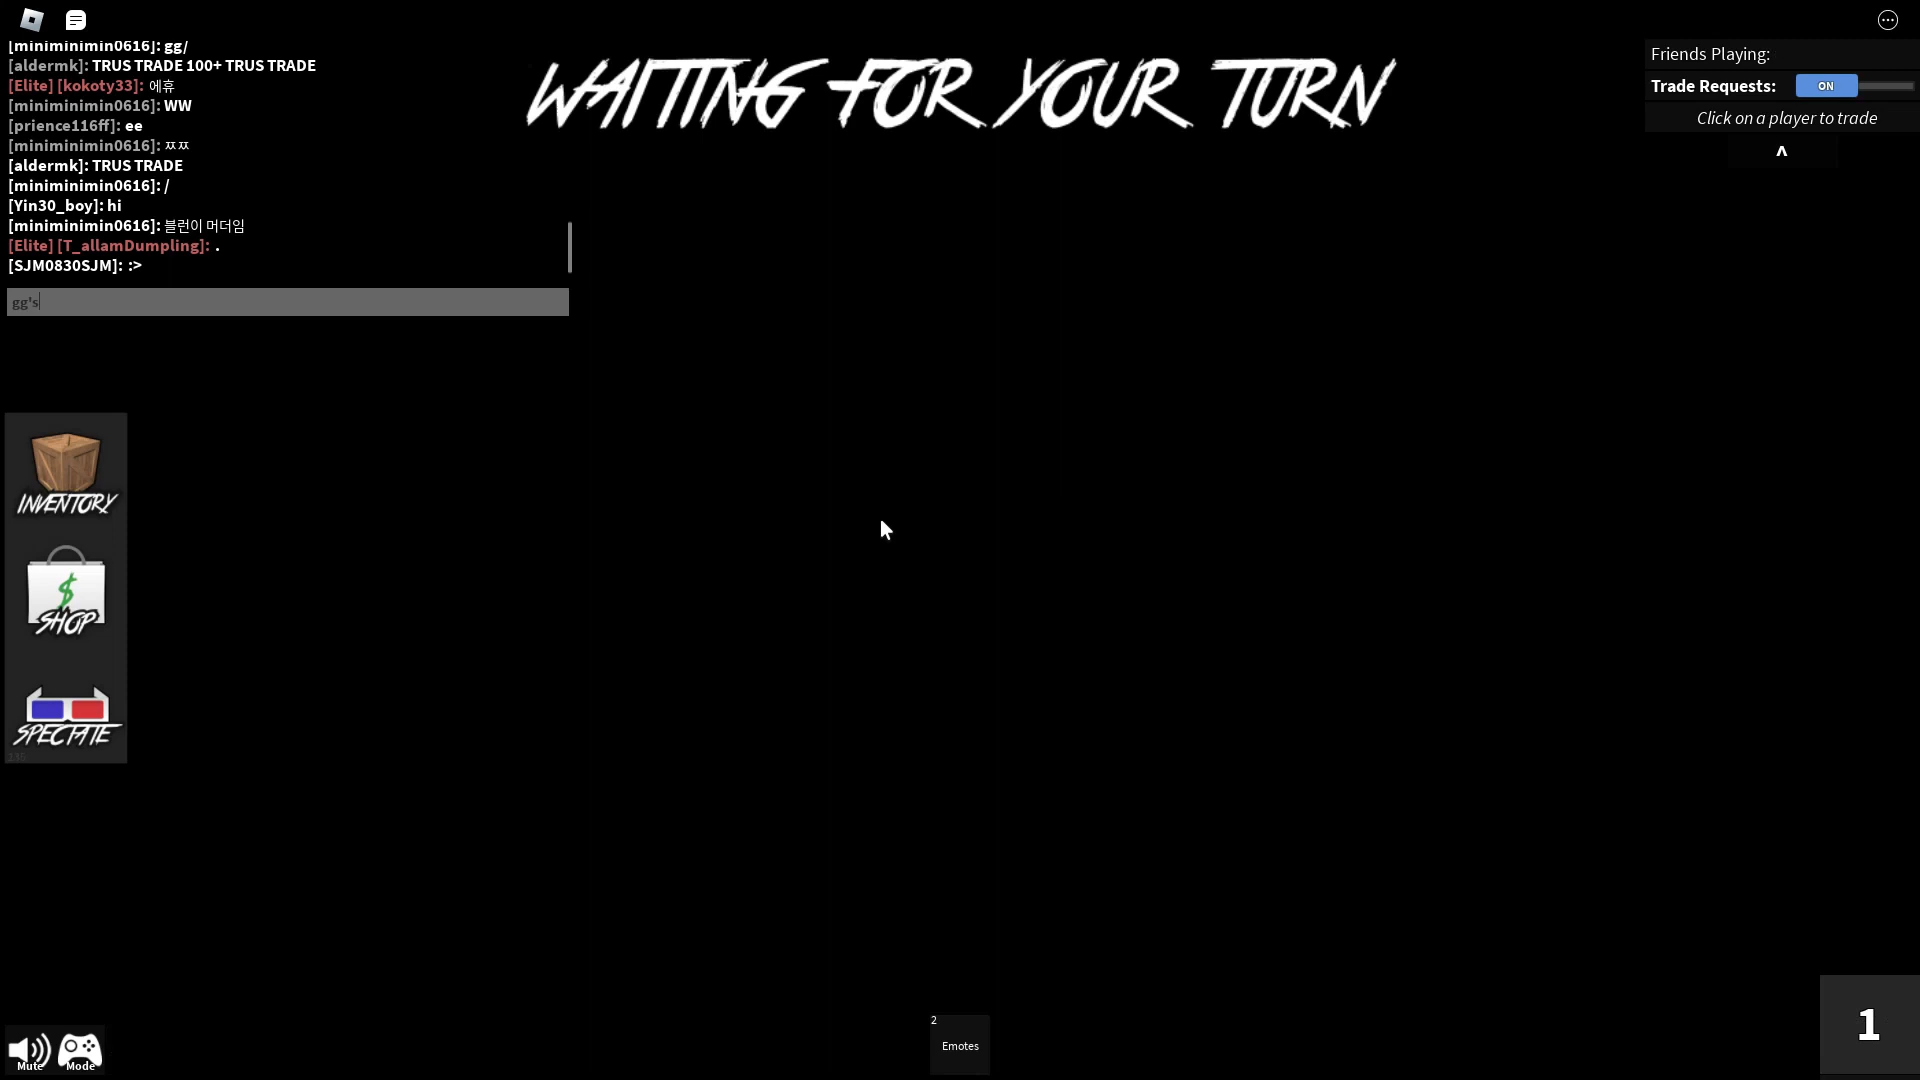 [miniminimin0616]: gg/
[aldermk]: TRUS TRADE 100+ TRUS TRADE
[Elite] [kokoty33]: 에휴
[miniminimin0616]: WW
[prience116ff]: ee
[miniminimin0616]: ㅉㅉ
[aldermk]: TRUS TRADE
[miniminimin0616]: /
[Yin30_boy]: hi
[miniminimin0616]: 블런이 머더임
[Elite] [T_allamDumpling]: .
[SJM0830SJM]: :>
gg's
WAITING FOR YOUR TURN
Friends Playing:
Trade Requests: ON
Click on a player to trade
^
INVENTORY
$
SHOP
SPECTATE
Mute
Mode
2
Emotes
1